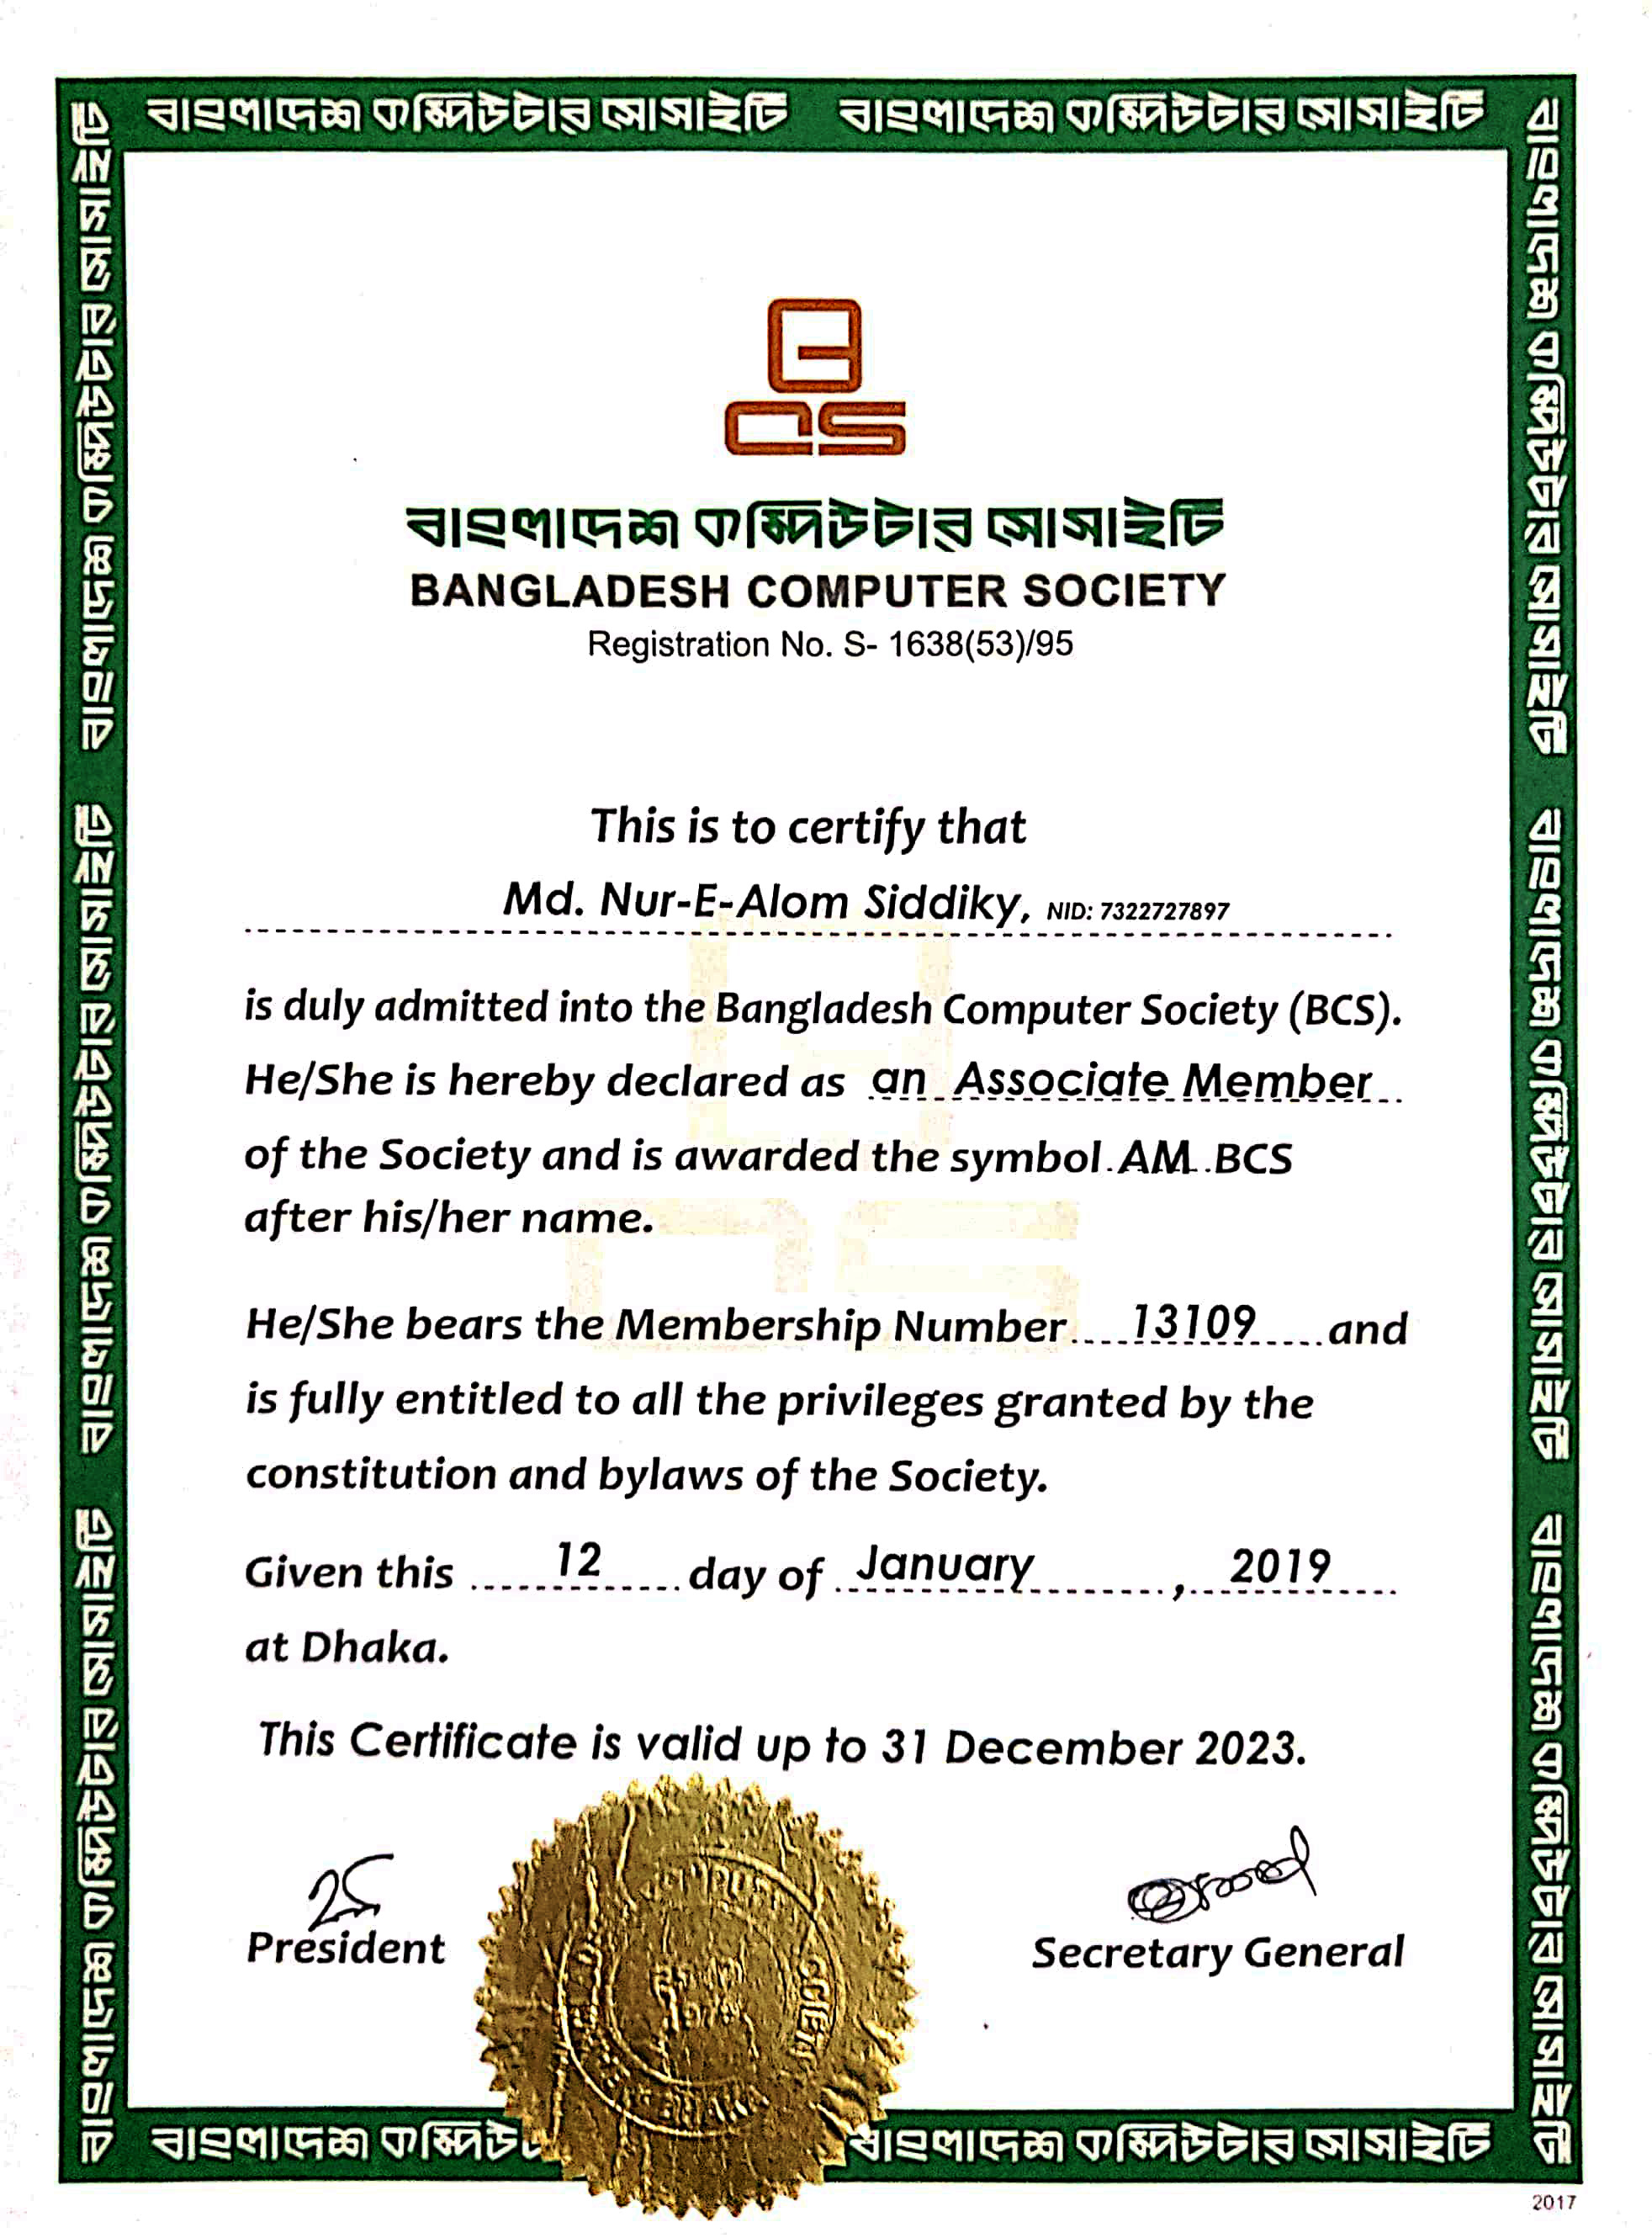 বাংলাদেশ কম্পিউটার সোসাইটি বাংলাদেশ কম্পিউটার সোসাইটি
BCS
বাংলাদেশ কম্পিউটার সোসাইটি
BANGLADESH COMPUTER SOCIETY
Registration No. S- 1638(53)/95
This is to certify that
Md. Nur-E-Alom Siddiky, NID: 7322727897
is duly admitted into the Bangladesh Computer Society (BCS).
He/She is hereby declared as an Associate Member
of the Society and is awarded the symbol AM BCS
after his/her name.
He/She bears the Membership Number 13109 and
is fully entitled to all the privileges granted by the
constitution and bylaws of the Society.
Given this 12 day of January, 2019
at Dhaka.
This Certificate is valid up to 31 December 2023.
President
Secretary General
বাংলাদেশ কম্পিউ
বাংলাদেশ কম্পিউটার সোসাইটি
বাংলাদেশ কম্পিউটার সোসাইটি বাংলাদেশ কম্পিউটার সোসাইটি বাংলাদেশ কম্পিউটার সোসাইটি
বাংলাদেশ কম্পিউটার সোসাইটি বাংলাদেশ কম্পিউটার সোসাইটি বাংলাদেশ কম্পিউটার সোসাইটি
2017